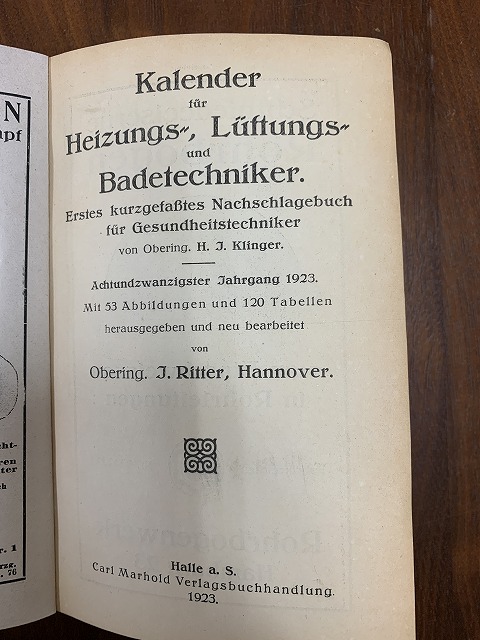 Kalender
für
Heizungs-, Lüftungs-
und
Badetechniker.
Erstes kurzgefaßtes Nachschlagebuch
für Gesundheitstechniker
von Obering. H. J. Klinger.
Achtundzwanzigster Jahrgang 1923.
Mit 53 Abbildungen und 120 Tabellen
herausgegeben und neu bearbeitet
von
Obering. J. Ritter, Hannover.
Halle a. S.
Carl Marhold Verlagsbuchhandlung
1923.